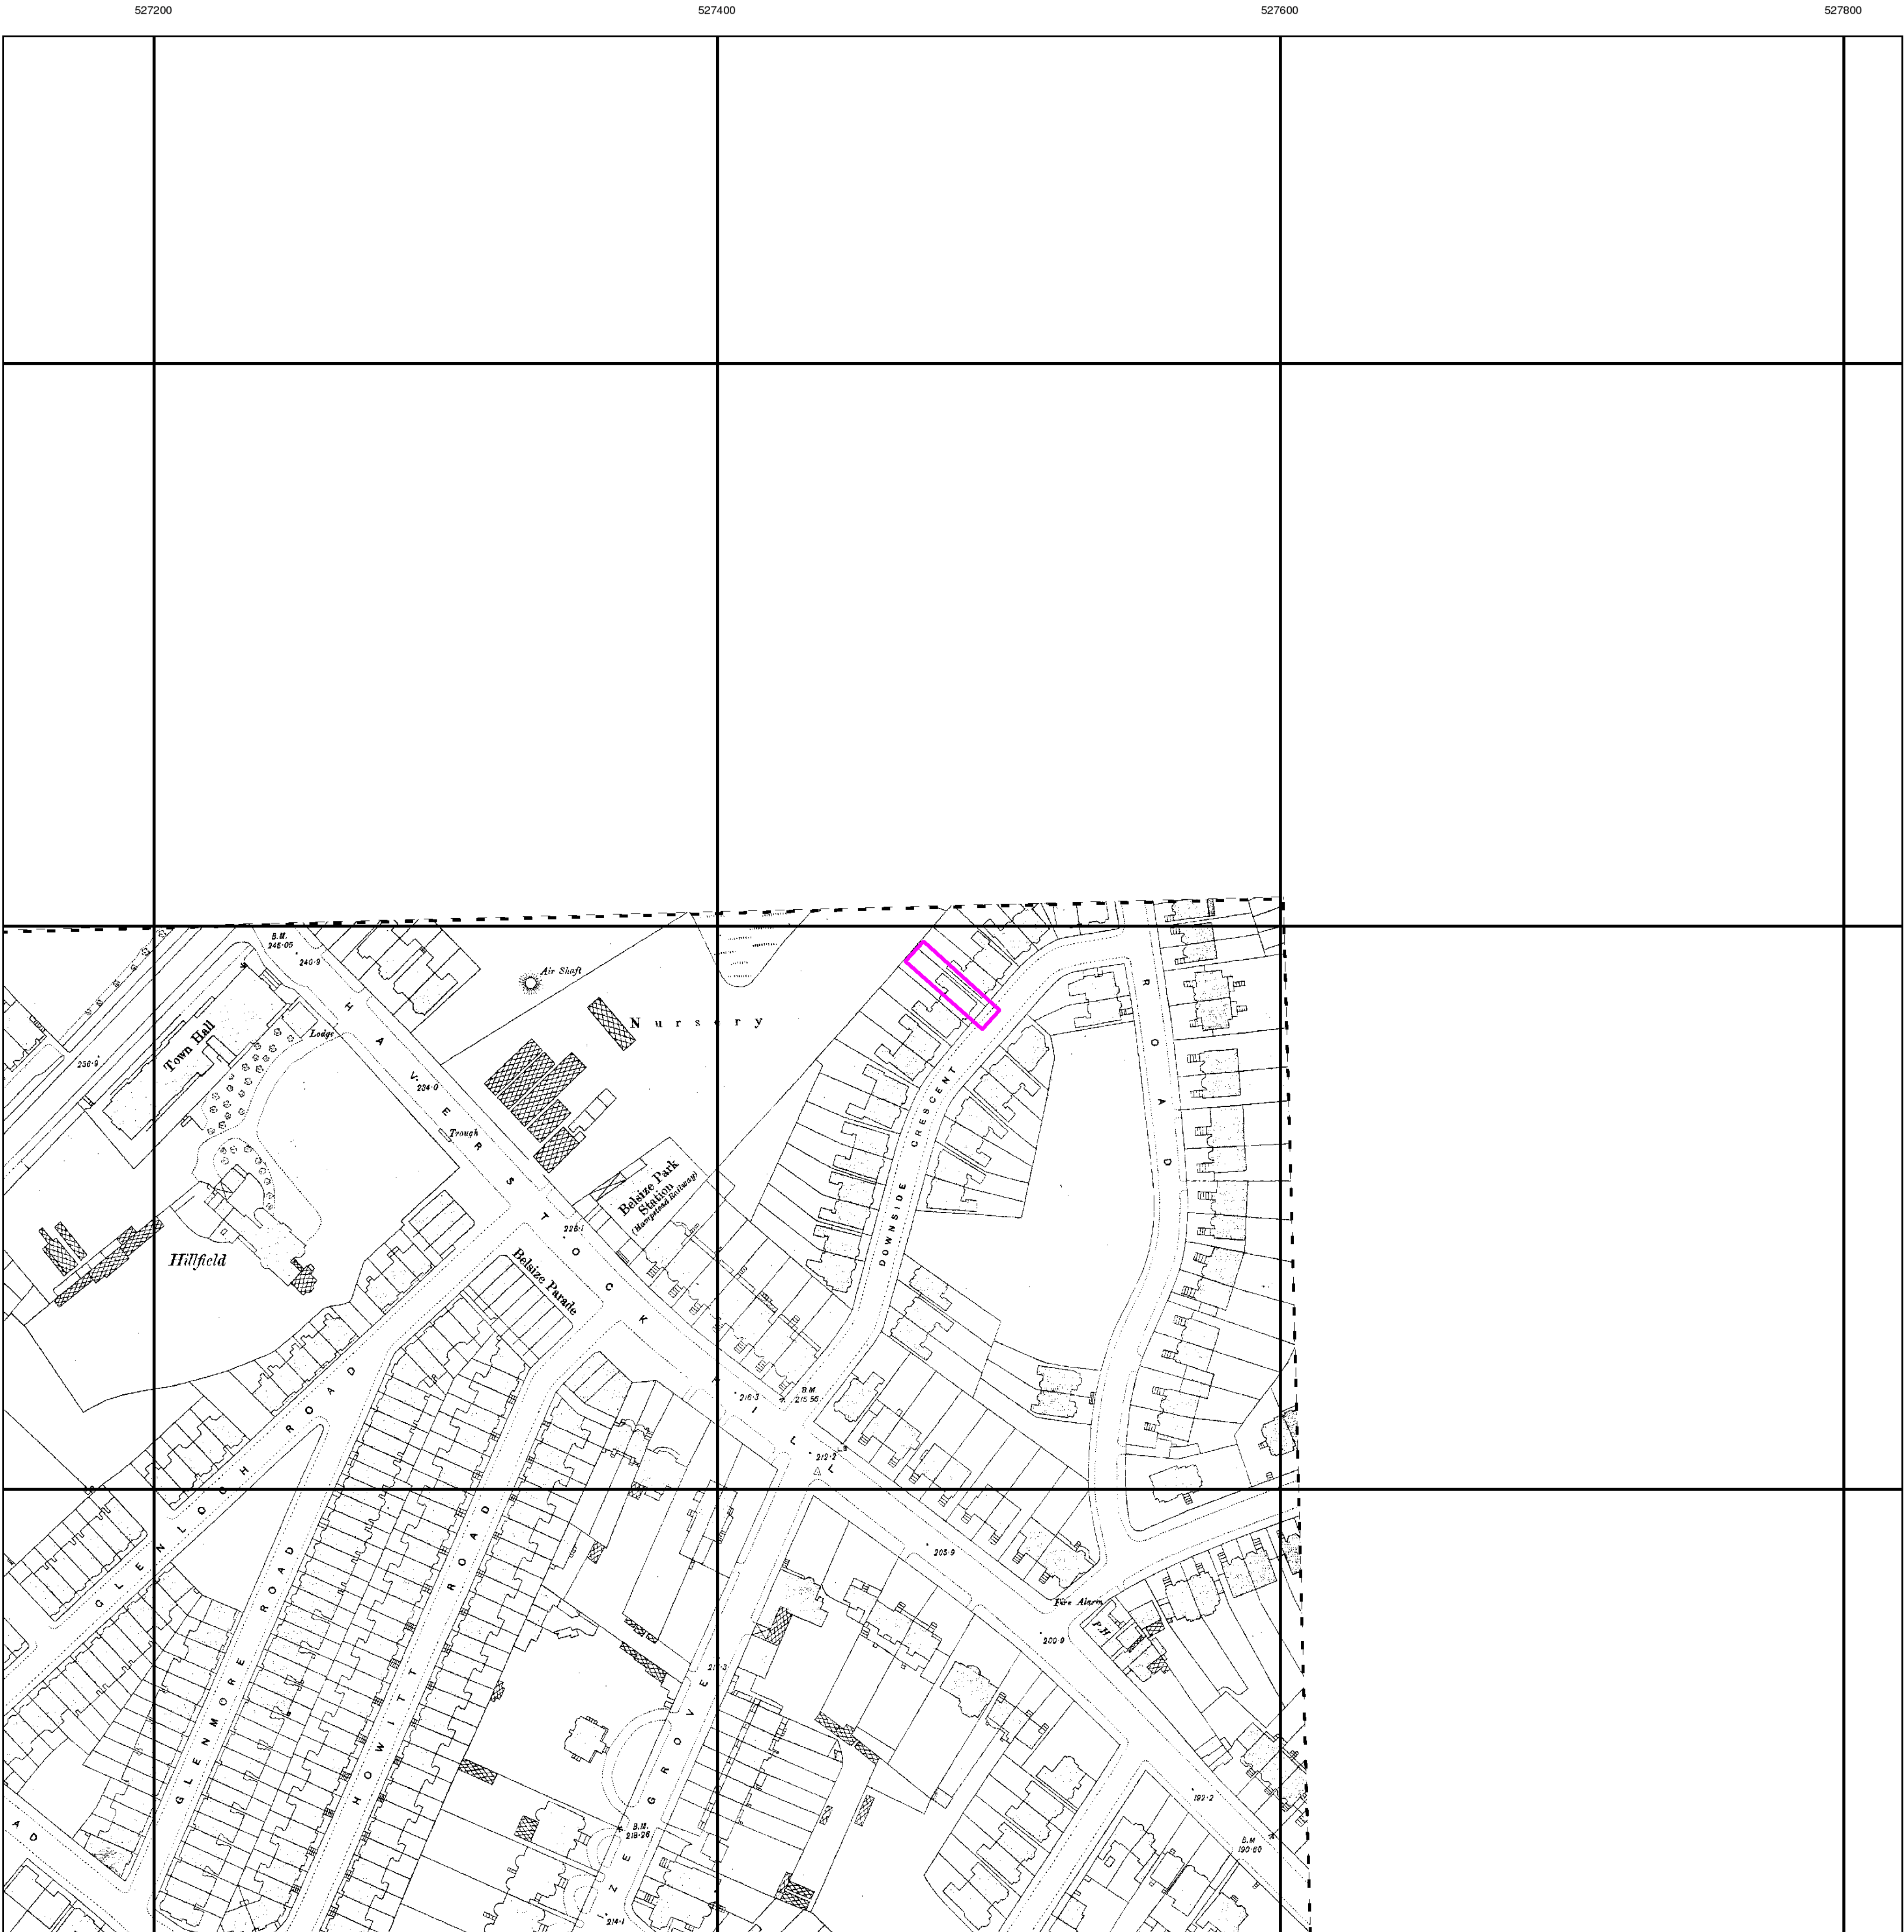 527200
527400
527600
527800
B.M.
245·05
240·9
Air Shaft
Nursery
Town Hall
Lodge
236·9
234·0
Trough
HAVERSTOCK HILL
Belsize Park
Station
(Hampstead Railway)
DOWNSIDE CRESCENT
ROAD
226·1
Hillfield
Belsize Parade
216·3
B.M.
215·55
212·2
GLENLOCH ROAD
GLENMORE ROAD
HOWITT ROAD
205·9
Fire Alarm
P.H.
200·9
ZE GROVE
B.M.
218·26
192·2
B.M.
190·60
AD
214·1